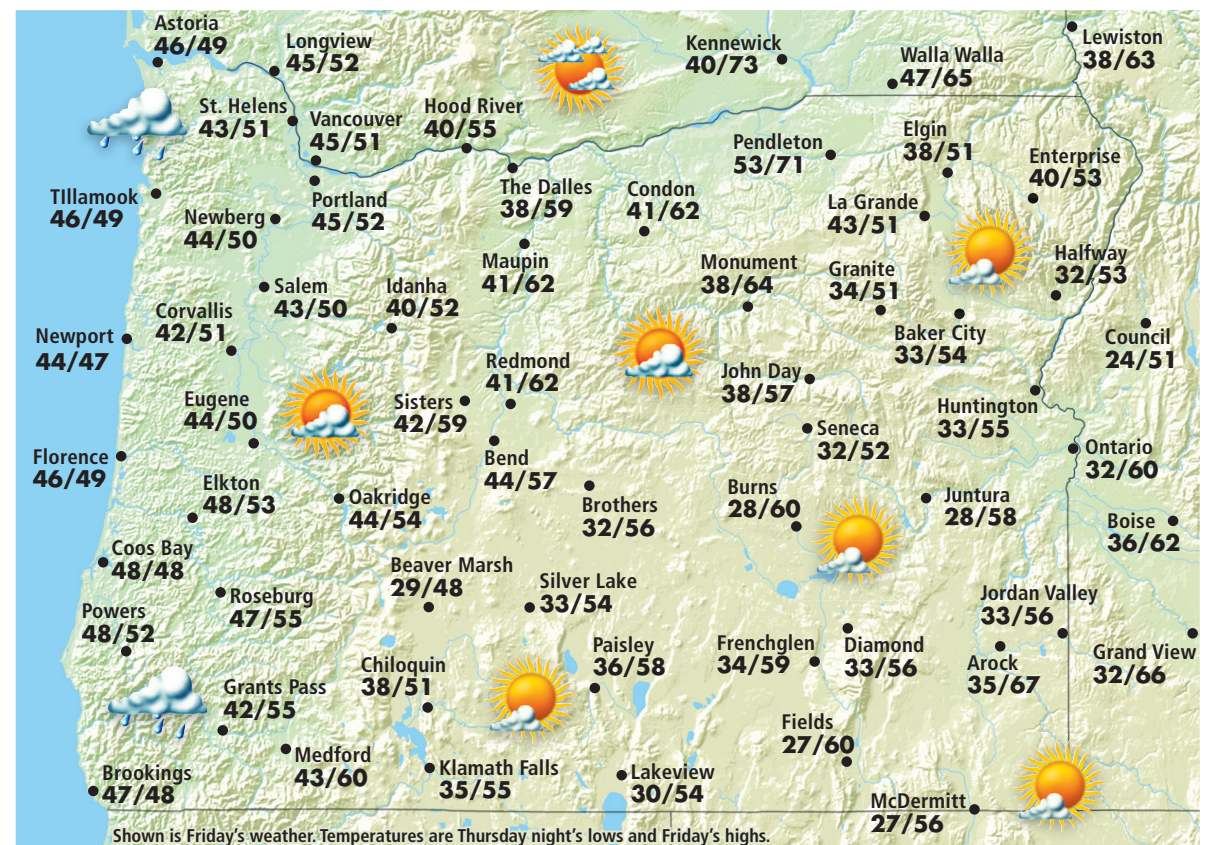 Astoria
46/49
Longview
45/52
Kennewick
40/73
Walla Walla
47/65
Lewiston
38/63
St. Helens
43/51
Vancouver
45/51
Hood River
40/55
Pendleton
53/71
Elgin
38/51
Enterprise
40/53
TIllamook
46/49
Newberg
44/50
Portland
45/52
The Dalles
38/59
Condon
41/62
La Grande
43/51
Maupin
41/62
Monument
38/64
Granite
34/51
Halfway
32/53
Salem
43/50
Idanha
40/52
Corvallis
42/51
Newport
44/47
Baker City
33/54
Council
24/51
Redmond
41/62
John Day
38/57
Eugene
44/50
Sisters
42/59
Huntington
33/55
Seneca
32/52
Florence
46/49
Bend
44/57
Ontario
32/60
Elkton
48/53
Oakridge
44/54
Brothers
32/56
Burns
28/60
Juntura
28/58
Boise
36/62
Coos Bay
48/48
Beaver Marsh
29/48
Silver Lake
33/54
Roseburg
47/55
Jordan Valley
33/56
Powers
48/52
Paisley
36/58
Frenchglen
34/59
Diamond
33/56
Arock
35/67
Grand View
32/66
Chiloquin
38/51
Grants Pass
42/55
Fields
27/60
Medford
43/60
Klamath Falls
35/55
Lakeview
30/54
Brookings
47/48
McDermitt
27/56
Shown is Friday's weather. Temperatures are Thursday night's lows and Friday's highs.